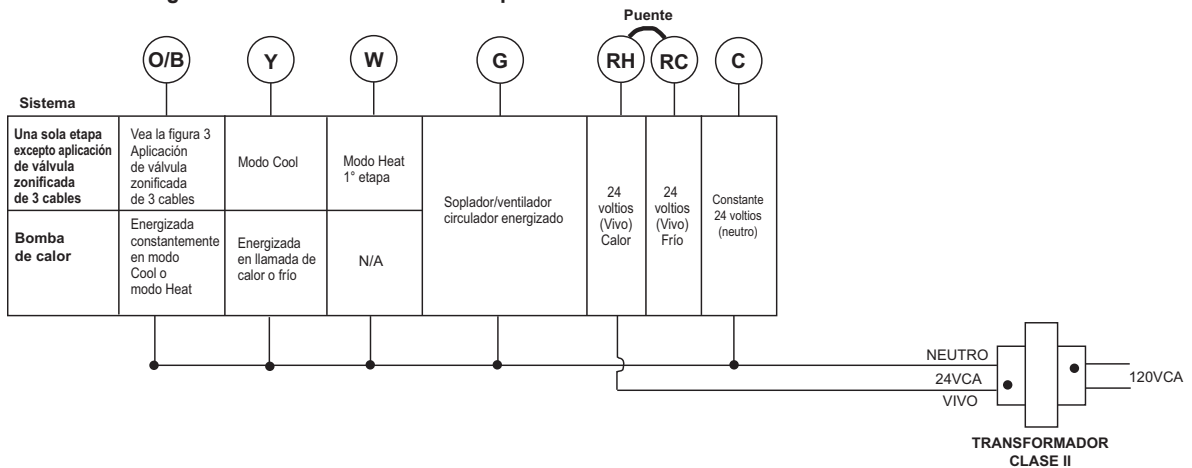 Puente
O/B
Y
W
G
RH
RC
C
Sistema
Una sola etapa
excepto aplicación
de válvula
zonificada
de 3 cables
Vea la figura 3
Aplicación
de válvula
zonificada
de 3 cables
Modo Cool
Modo Heat
1° etapa
Soplador/ventilador
circulador energizado
24
voltios
(Vivo)
Calor
24
voltios
(Vivo)
Frío
Constante
24 voltios
(neutro)
Bomba
de calor
Energizada
constantemente
en modo
Cool o
modo Heat
Energizada
en llamada de
calor o frío
N/A
NEUTRO
24VCA
VIVO
120VCA
TRANSFORMADOR
CLASE II